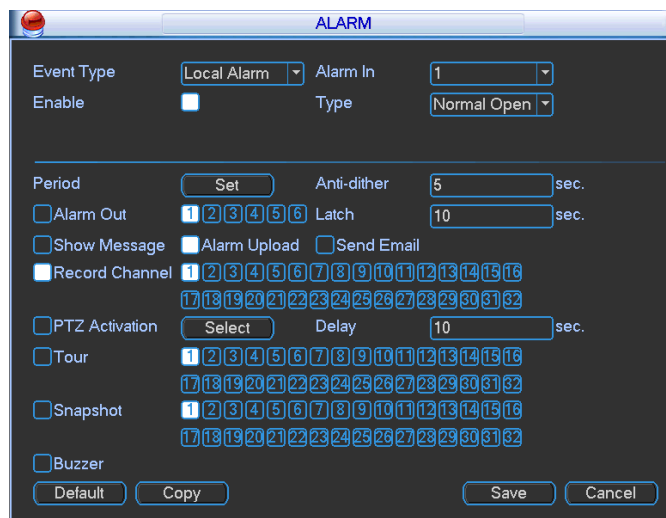 ALARM
Event Type Local Alarm Alarm In 1
Enable Type Normal Open
Period Set Anti-dither 5 sec.
Alarm Out 1 2 3 4 5 6 Latch 10 sec.
Show Message Alarm Upload Send Email
Record Channel 1 2 3 4 5 6 7 8 9 10 11 12 13 14 15 16
17 18 19 20 21 22 23 24 25 26 27 28 29 30 31 32
PTZ Activation Select Delay 10 sec.
Tour 1 2 3 4 5 6 7 8 9 10 11 12 13 14 15 16
17 18 19 20 21 22 23 24 25 26 27 28 29 30 31 32
Snapshot 1 2 3 4 5 6 7 8 9 10 11 12 13 14 15 16
17 18 19 20 21 22 23 24 25 26 27 28 29 30 31 32
Buzzer
Default Copy Save Cancel